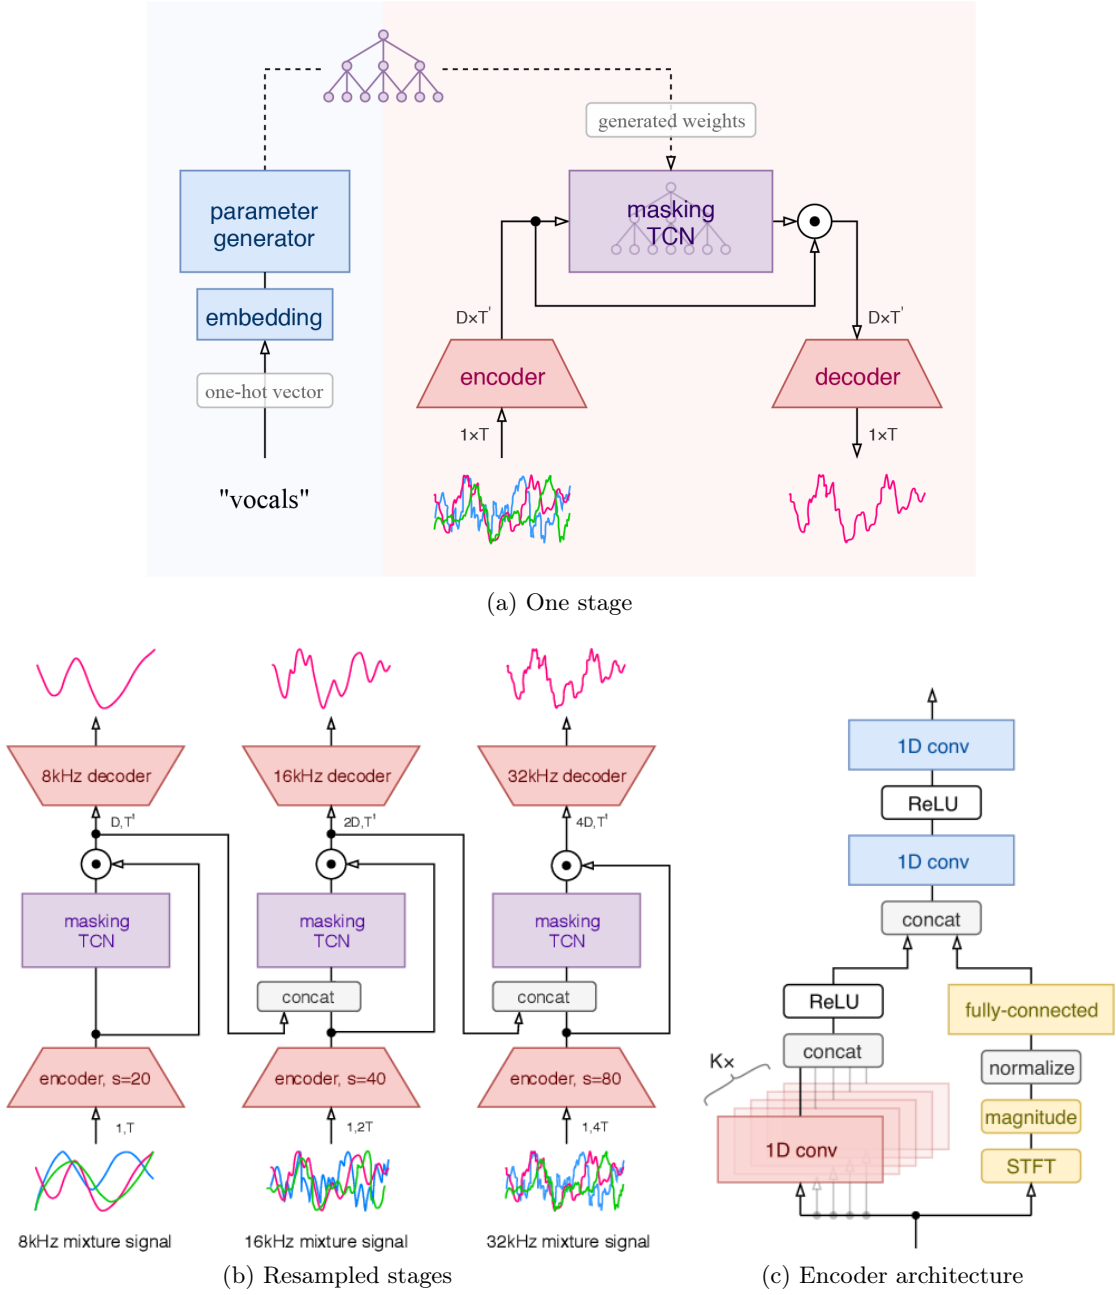 generated weights
parameter
generator
masking
TCN
embedding
D×T'
D×T'
one-hot vector
encoder
decoder
1×T
1×T
"vocals"
(a) One stage
8kHz decoder
16kHz decoder
32kHz decoder
D,T'
2D,T'
4D,T'
masking
TCN
masking
TCN
masking
TCN
concat
concat
encoder, s=20
encoder, s=40
encoder, s=80
1,T
1,2T
1,4T
8kHz mixture signal
16kHz mixture signal
32kHz mixture signal
(b) Resampled stages
1D conv
ReLU
1D conv
concat
ReLU
fully-connected
concat
normalize
K×
magnitude
1D conv
STFT
(c) Encoder architecture